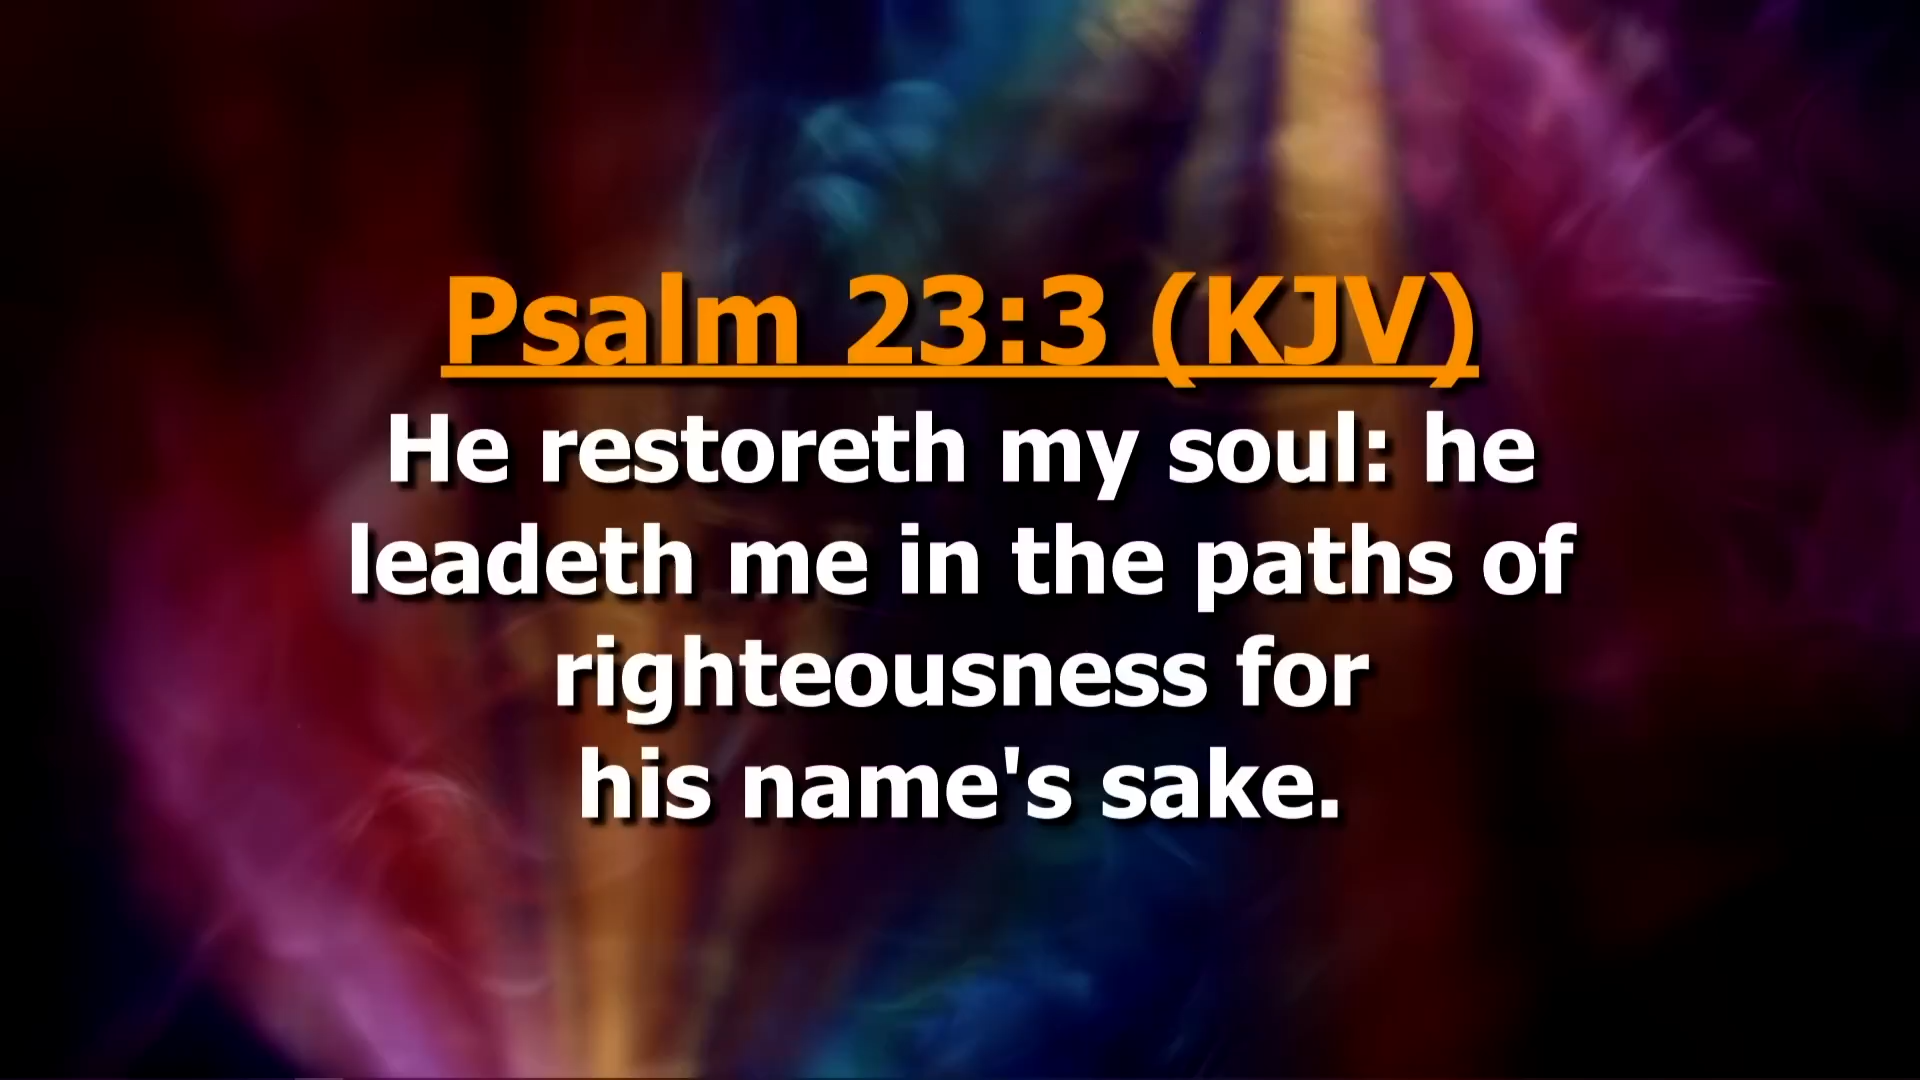 Psalm 23:3 (KJV)
He restoreth my soul: he
leadeth me in the paths of
righteousness for
his name's sake.